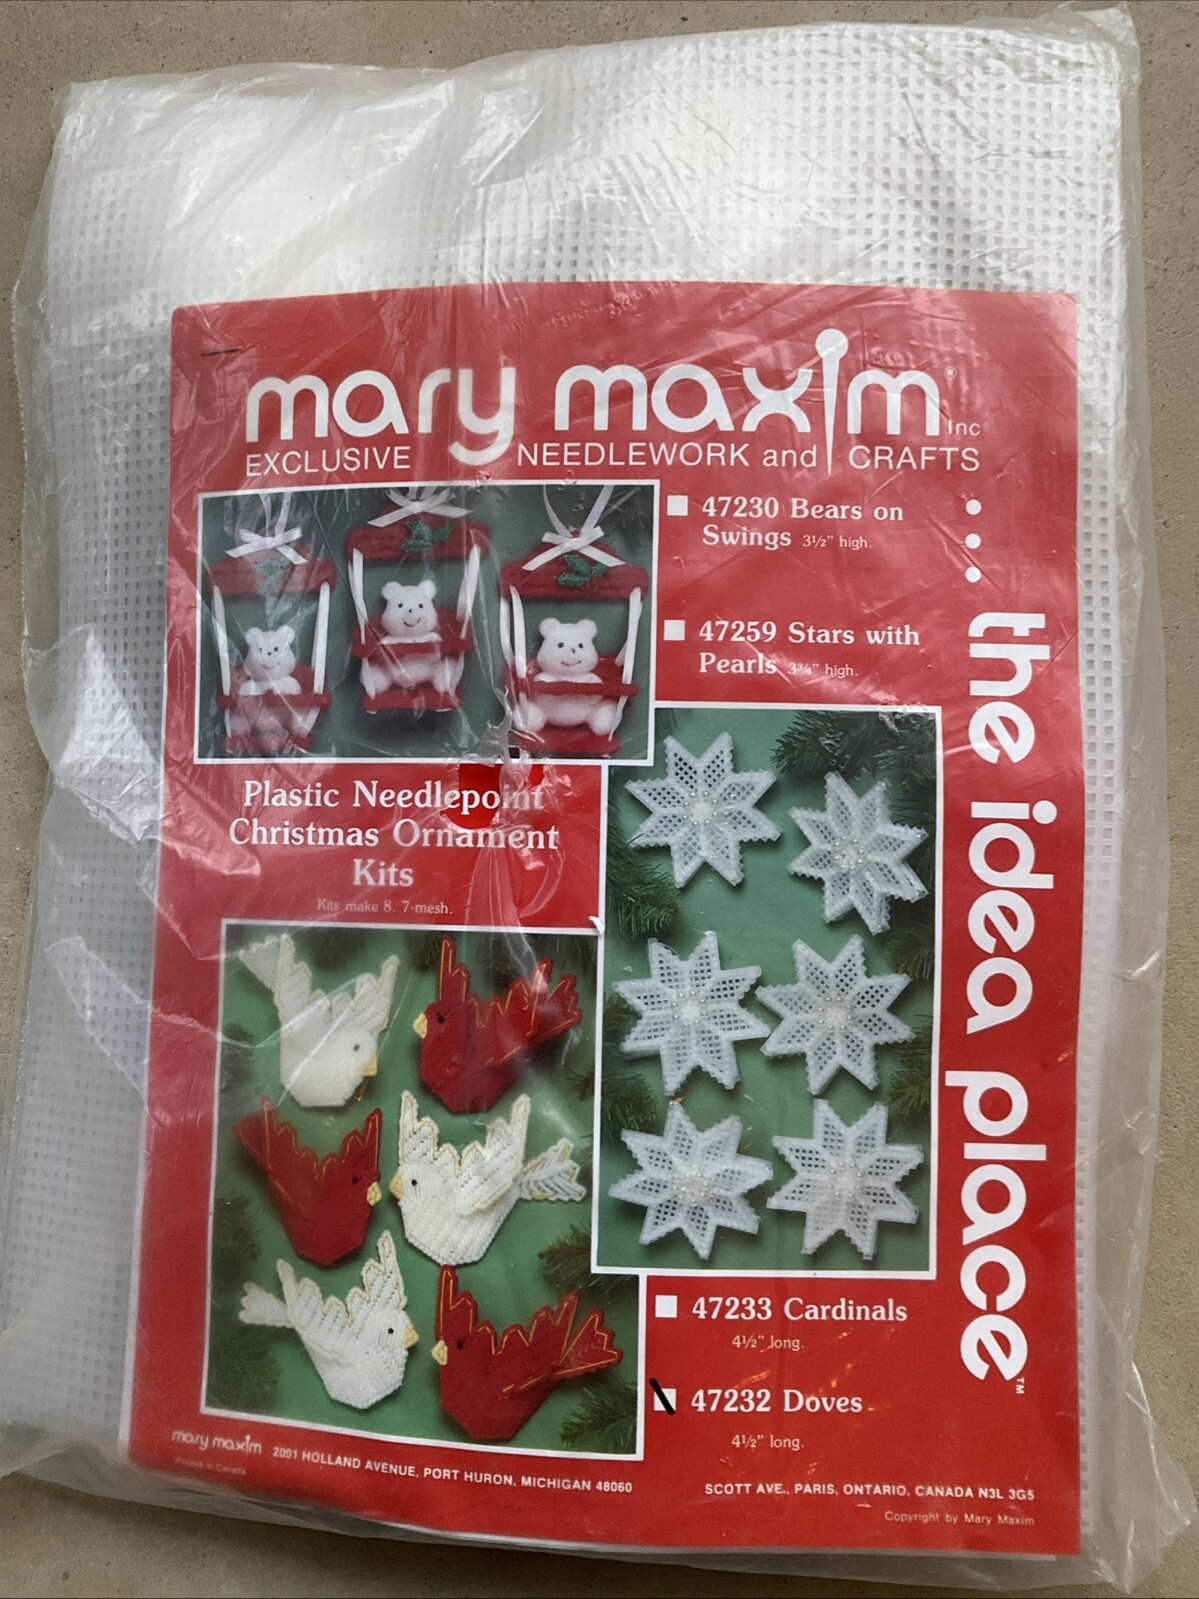 mary maxim® Inc
EXCLUSIVE NEEDLEWORK and CRAFTS
... the idea place™
47230 Bears on
Swings 3½" high.
47259 Stars with
Pearls 3¾" high.
Plastic Needlepoint
Christmas Ornament
Kits
Kits make 8. 7-mesh.
47233 Cardinals
4½" long.
47232 Doves
4½" long.
mary maxim 2001 HOLLAND AVENUE, PORT HURON, MICHIGAN 48060
Printed in Canada
SCOTT AVE., PARIS, ONTARIO, CANADA N3L 3G5
Copyright by Mary Maxim